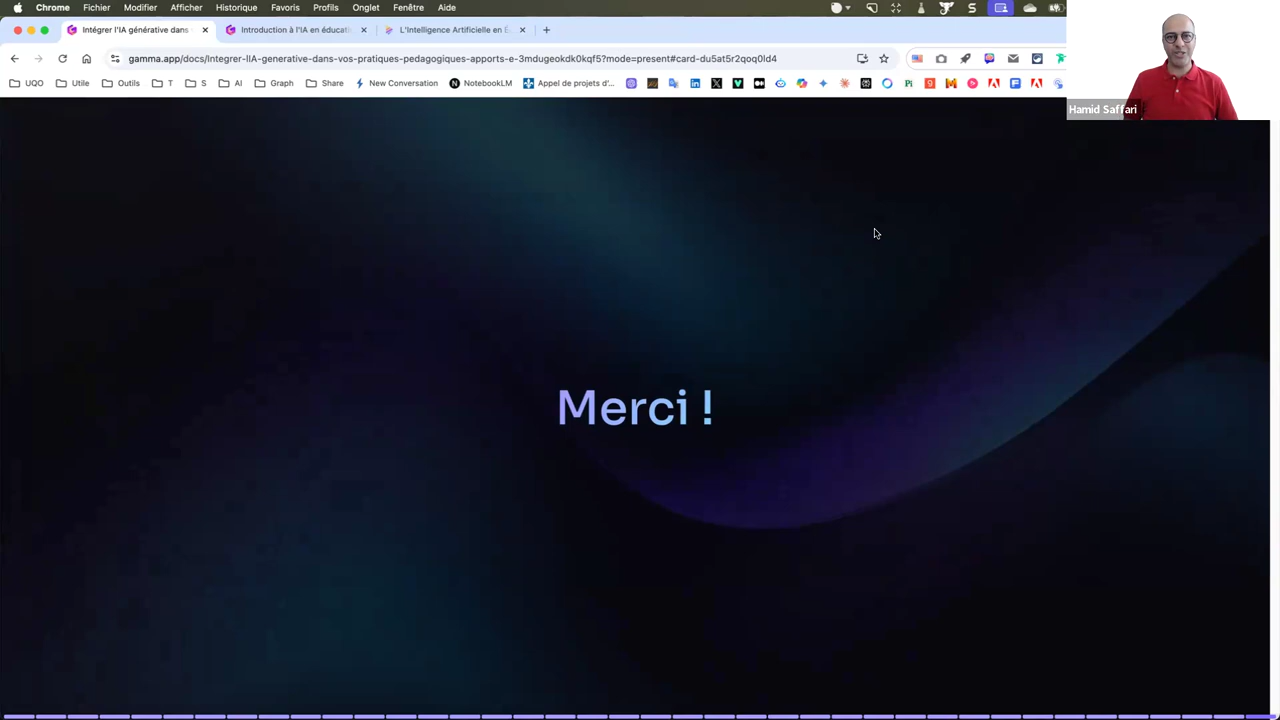 Chrome Fichier Modifier Afficher Historique Favoris Profils Onglet Fenêtre Aide
Intégrer l'IA générative dans
Introduction à l'IA en éducati
L'Intelligence Artificielle en É
gamma.app/docs/Integrer-lIA-generative-dans-vos-pratiques-pedagogiques-apports-e-3mdugeokdk0kqf5?mode=present#card-du5at5r2qoq0ld4
UQO Utile Outils T S AI Graph Share New Conversation NotebookLM Appel de projets d'...
Hamid Saffari
Merci !